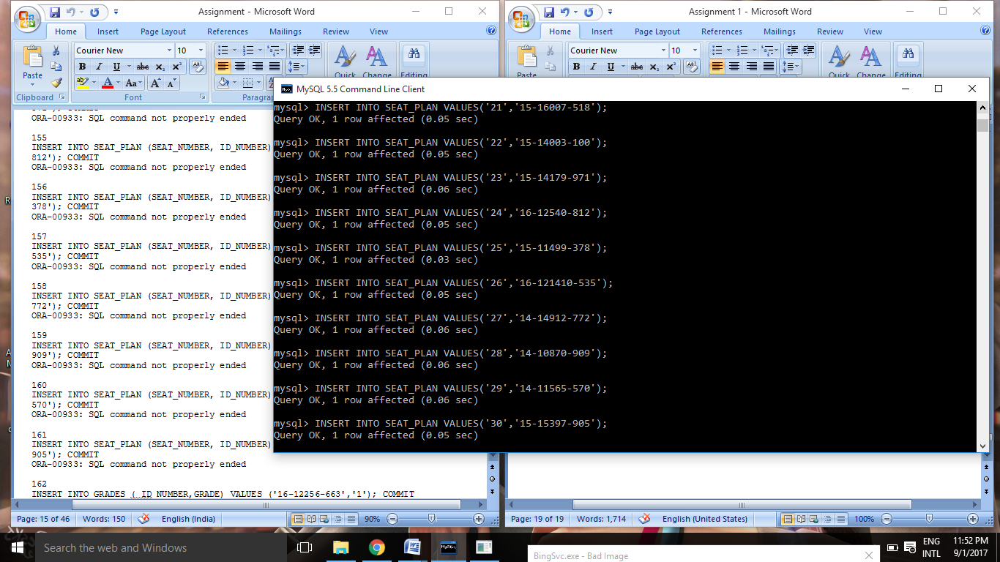 Assignment - Microsoft Word
Home Insert Page Layout References Mailings Review View
Paste
Courier New 10
B I U abc x₂ x² Aa
ab A A A
Quick Change Editing
Clipboard Font Paragraph
ORA-00933: SQL command not properly ended
155
INSERT INTO SEAT_PLAN (SEAT_NUMBER, ID_NUMBER)
812'); COMMIT
ORA-00933: SQL command not properly ended
156
INSERT INTO SEAT_PLAN (SEAT_NUMBER, ID_NUMBER)
378'); COMMIT
ORA-00933: SQL command not properly ended
157
INSERT INTO SEAT_PLAN (SEAT_NUMBER, ID_NUMBER)
535'); COMMIT
ORA-00933: SQL command not properly ended
158
INSERT INTO SEAT_PLAN (SEAT_NUMBER, ID_NUMBER)
772'); COMMIT
ORA-00933: SQL command not properly ended
159
INSERT INTO SEAT_PLAN (SEAT_NUMBER, ID_NUMBER)
909'); COMMIT
ORA-00933: SQL command not properly ended
160
INSERT INTO SEAT_PLAN (SEAT_NUMBER, ID_NUMBER)
570'); COMMIT
ORA-00933: SQL command not properly ended
161
INSERT INTO SEAT_PLAN (SEAT_NUMBER, ID_NUMBER)
905'); COMMIT
ORA-00933: SQL command not properly ended
162
INSERT INTO GRADES ( ID NUMBER,GRADE) VALUES ('16-12256-663','1'); COMMIT
Page: 15 of 46 Words: 150 English (India) 90%
Assignment 1 - Microsoft Word
Home Insert Page Layout References Mailings Review View
Paste
Courier New 10
B I U abc x₂ x²
Quick Change Editing
MySQL 5.5 Command Line Client
mysql> INSERT INTO SEAT_PLAN VALUES('21','15-16007-518');
Query OK, 1 row affected (0.05 sec)
mysql> INSERT INTO SEAT_PLAN VALUES('22','15-14003-100');
Query OK, 1 row affected (0.05 sec)
mysql> INSERT INTO SEAT_PLAN VALUES('23','15-14179-971');
Query OK, 1 row affected (0.06 sec)
mysql> INSERT INTO SEAT_PLAN VALUES('24','16-12540-812');
Query OK, 1 row affected (0.05 sec)
mysql> INSERT INTO SEAT_PLAN VALUES('25','15-11499-378');
Query OK, 1 row affected (0.03 sec)
mysql> INSERT INTO SEAT_PLAN VALUES('26','16-121410-535');
Query OK, 1 row affected (0.05 sec)
mysql> INSERT INTO SEAT_PLAN VALUES('27','14-14912-772');
Query OK, 1 row affected (0.06 sec)
mysql> INSERT INTO SEAT_PLAN VALUES('28','14-10870-909');
Query OK, 1 row affected (0.06 sec)
mysql> INSERT INTO SEAT_PLAN VALUES('29','14-11565-570');
Query OK, 1 row affected (0.06 sec)
mysql> INSERT INTO SEAT_PLAN VALUES('30','15-15397-905');
Query OK, 1 row affected (0.05 sec)
Page: 19 of 19 Words: 1,714 English (United States) 100%
Search the web and Windows
BingSvc.exe - Bad Image
ENG
INTL
11:52 PM
9/1/2017